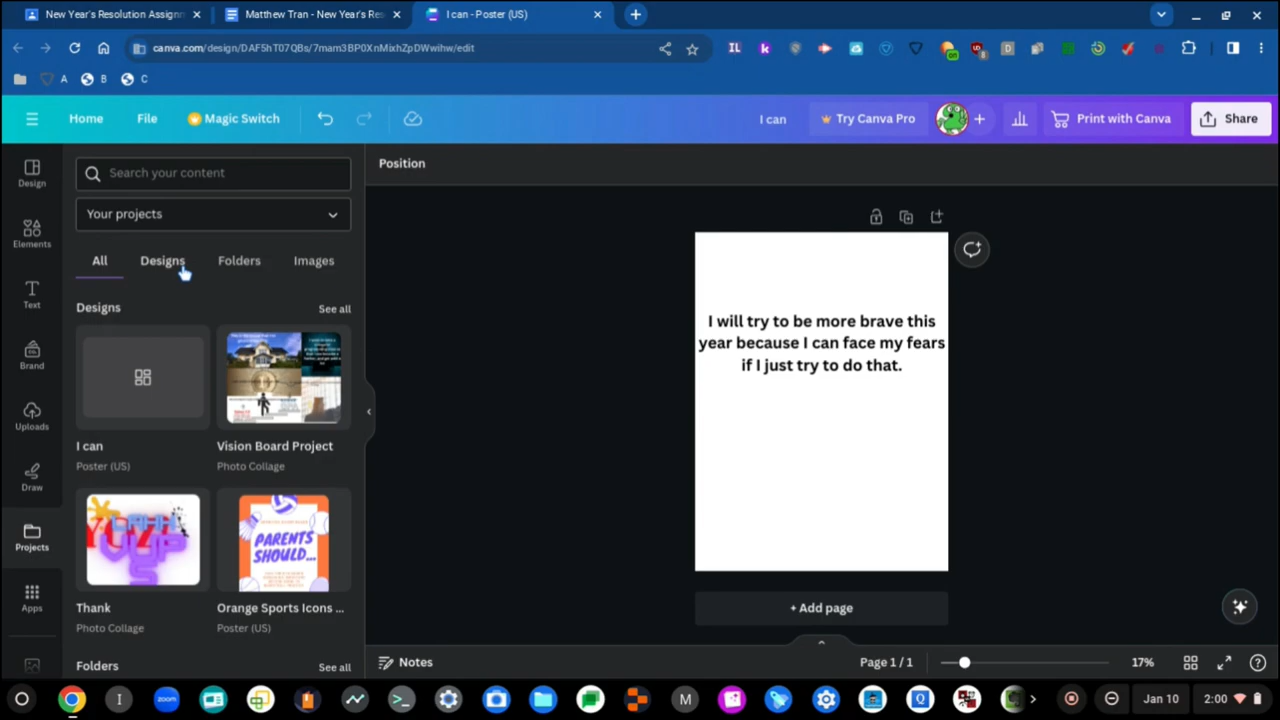 New Year's Resolution Assignm
Matthew Tran - New Year's Res
I can - Poster (US)
canva.com/design/DAF5hT07QBs/7mam3BP0XnMixhZpDWwihw/edit
A
B
C
Home
File
Magic Switch
I can
Try Canva Pro
Print with Canva
Share
Design
Elements
Text
Brand
Uploads
Draw
Projects
Apps
Search your content
Your projects
All
Designs
Folders
Images
Designs
See all
I can
Poster (US)
Vision Board Project
Photo Collage
PARENTS
SHOULD...
Thank
Photo Collage
Orange Sports Icons ...
Poster (US)
Folders
See all
Position
I will try to be more brave this
year because I can face my fears
if I just try to do that.
+ Add page
Notes
Page 1 / 1
17%
Jan 10
2:00